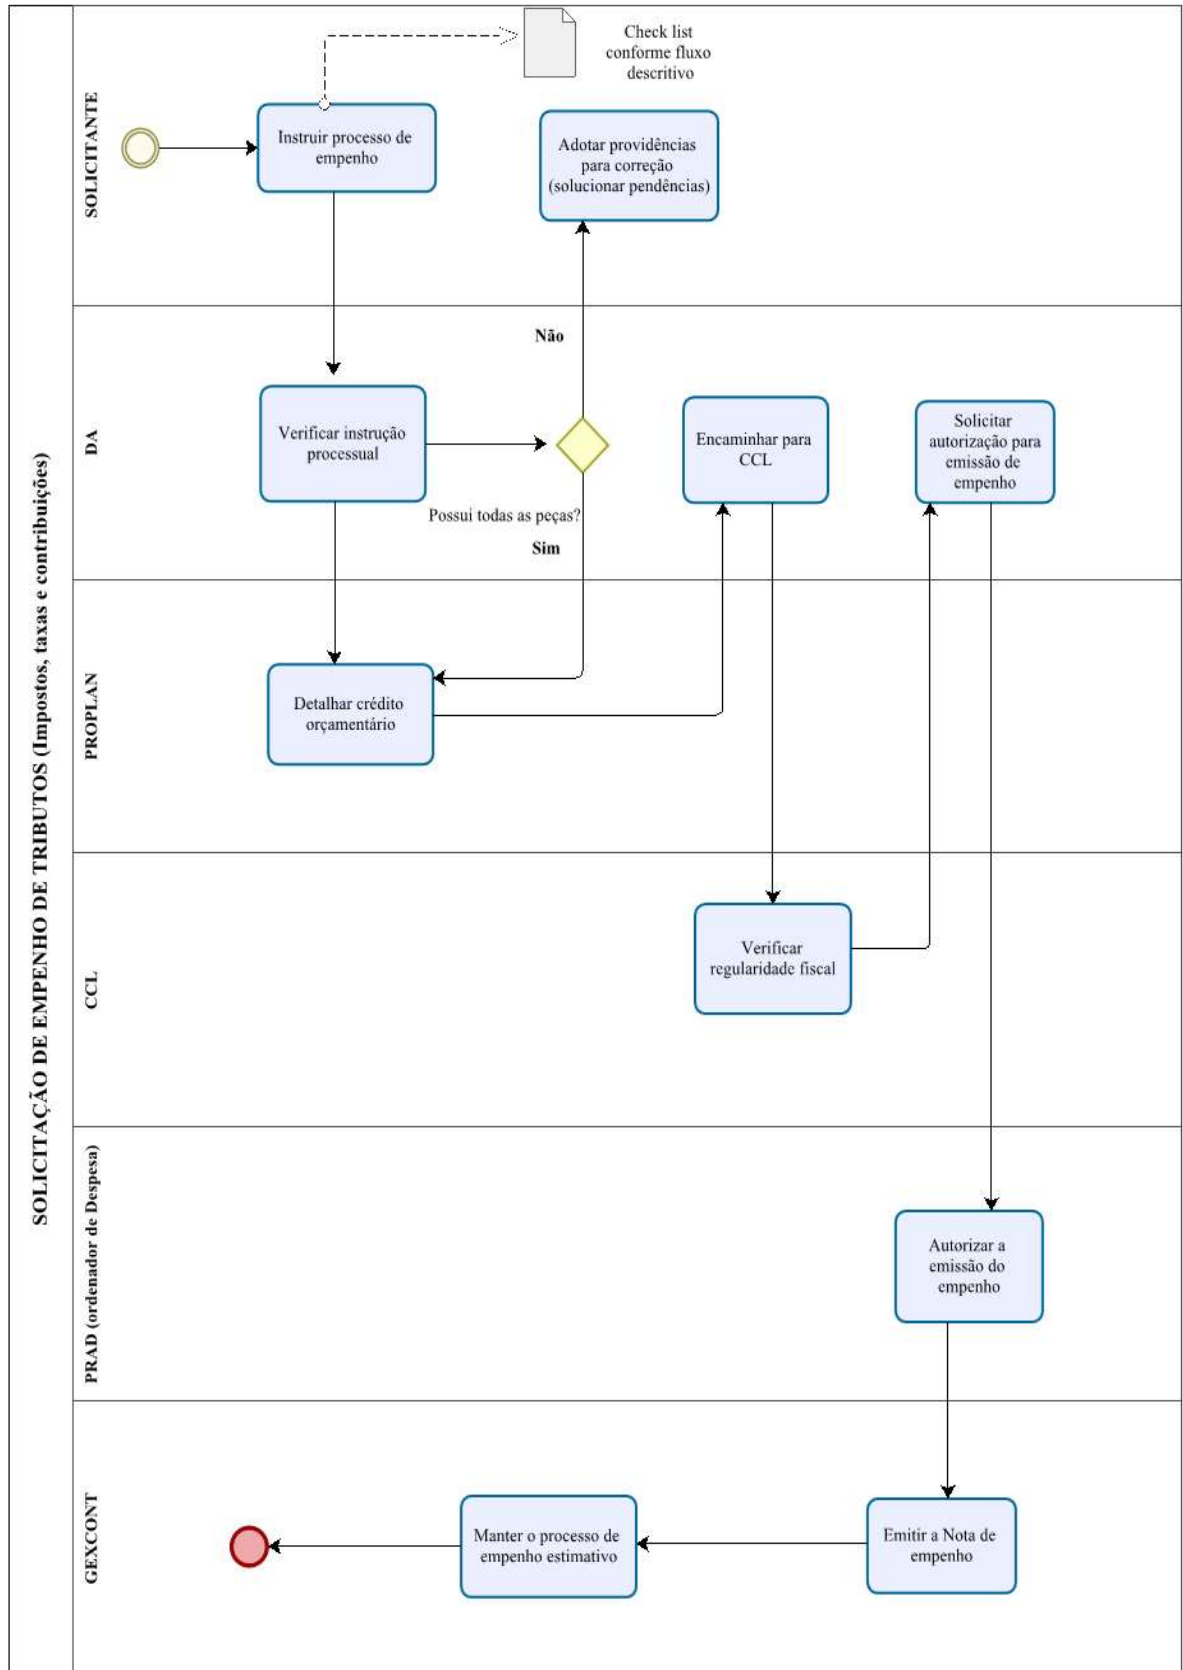 SOLICITAÇÃO DE EMPENHO DE TRIBUTOS (Impostos, taxas e contribuições)
SOLICITANTE
Check list
conforme fluxo
descritivo
Instruir processo de
empenho
Adotar providências
para correção
(solucionar pendências)
DA
Não
Verificar instrução
processual
Possui todas as peças?
Sim
Encaminhar para
CCL
Solicitar
autorização para
emissão de
empenho
PROPLAN
Detalhar crédito
orçamentário
CCL
Verificar
regularidade fiscal
PRAD (ordenador de Despesa)
Autorizar a
emissão do
empenho
GEXCONT
Manter o processo de
empenho estimativo
Emitir a Nota de
empenho